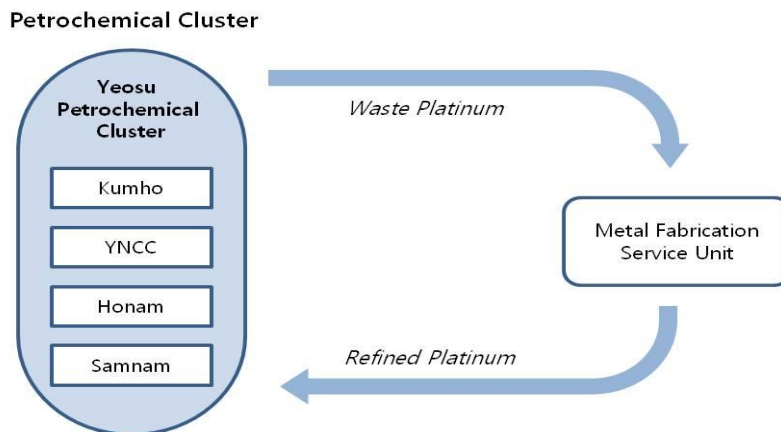 Petrochemical Cluster
Yeosu
Petrochemical
Cluster
Kumho
YNCC
Honam
Samnam
Waste Platinum
Metal Fabrication
Service Unit
Refined Platinum